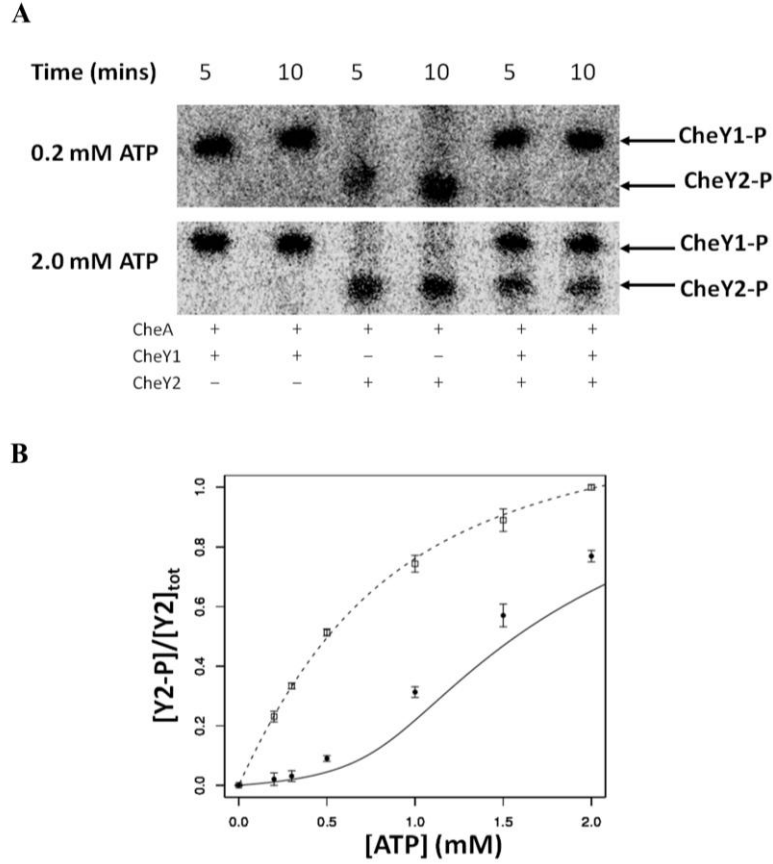 A
Time (mins) 5 10 5 10 5 10
0.2 mM ATP
CheY1-P
CheY2-P
2.0 mM ATP
CheY1-P
CheY2-P
CheA + + + + + +
CheY1 + + – – + +
CheY2 – – + + + +
B
[Y2-P]/[Y2]tot
1.0
0.8
0.6
0.4
0.2
0.0
0.0 0.5 1.0 1.5 2.0
[ATP] (mM)